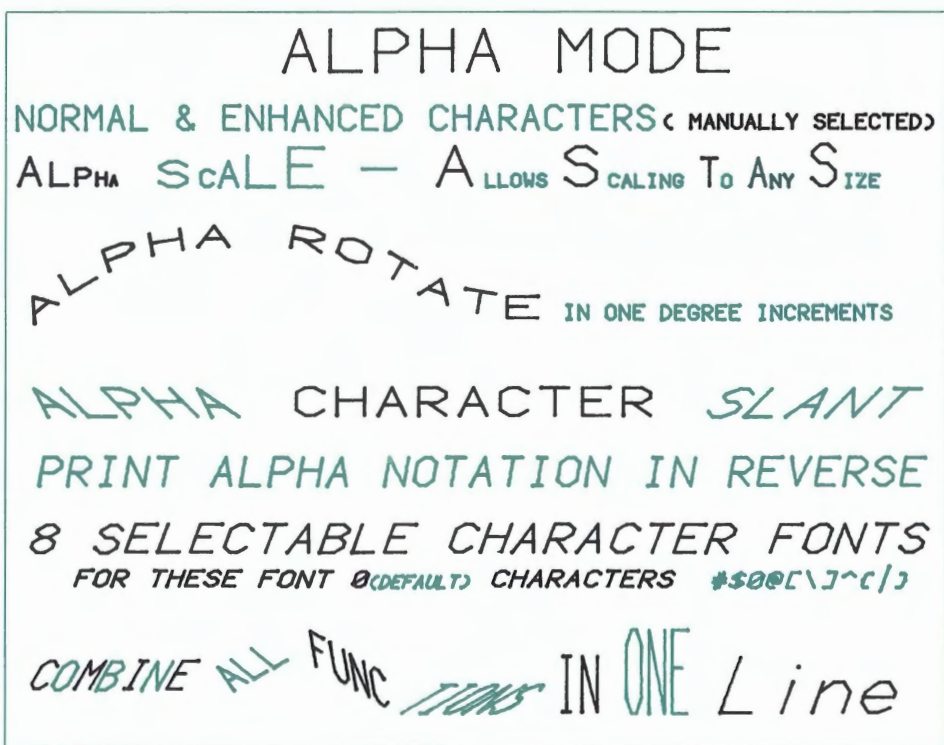 ALPHA MODE
NORMAL & ENHANCED CHARACTERS ( MANUALLY SELECTED)
ALPHA SCALE - ALLOWS SCALING TO ANY SIZE
ALPHA ROTATE IN ONE DEGREE INCREMENTS
ALPHA CHARACTER SLANT
PRINT ALPHA NOTATION IN REVERSE
8 SELECTABLE CHARACTER FONTS
FOR THESE FONT 0(DEFAULT) CHARACTERS #$0@[\]^{|}
COMBINE ALL FUNC TIONS IN ONE Line